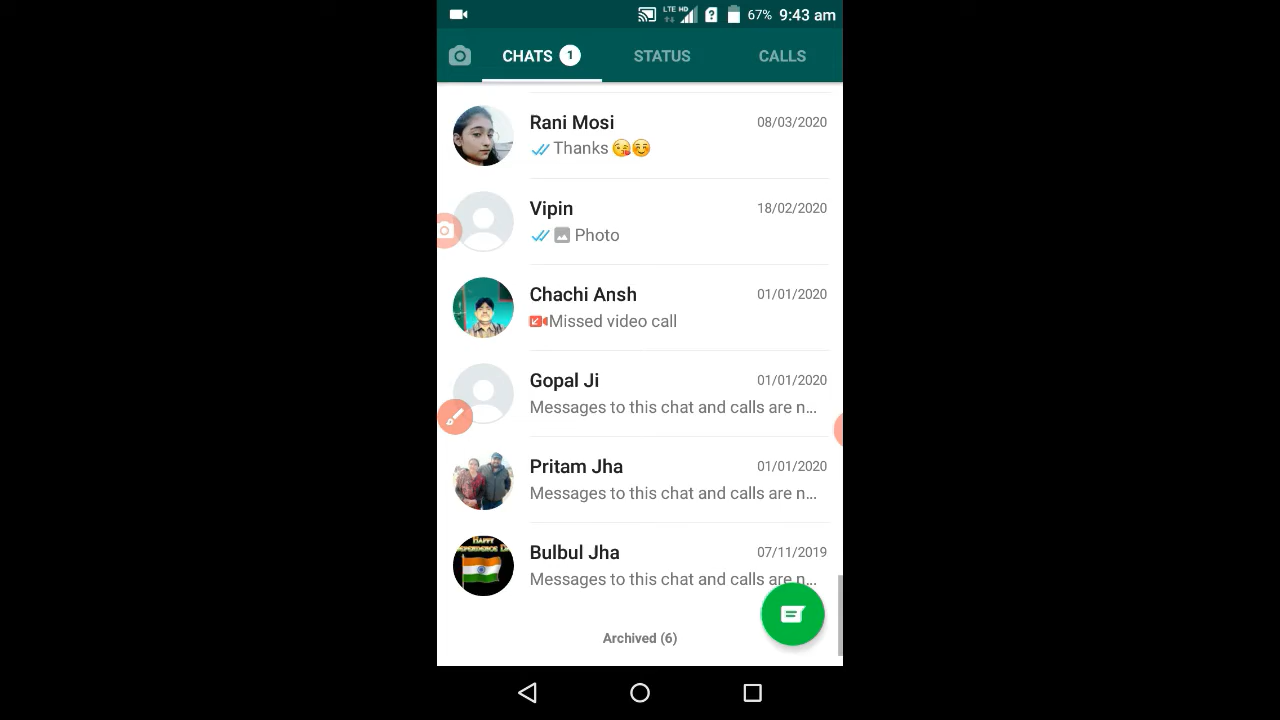 LTE HD 67% 9:43 am
CHATS 1 STATUS CALLS
Rani Mosi 08/03/2020
Thanks 😘☺️
Vipin 18/02/2020
Photo
Chachi Ansh 01/01/2020
Missed video call
Gopal Ji 01/01/2020
Messages to this chat and calls are n...
Pritam Jha 01/01/2020
Messages to this chat and calls are n...
HAPPY
Bulbul Jha 07/11/2019
Messages to this chat and calls are n...
Archived (6)